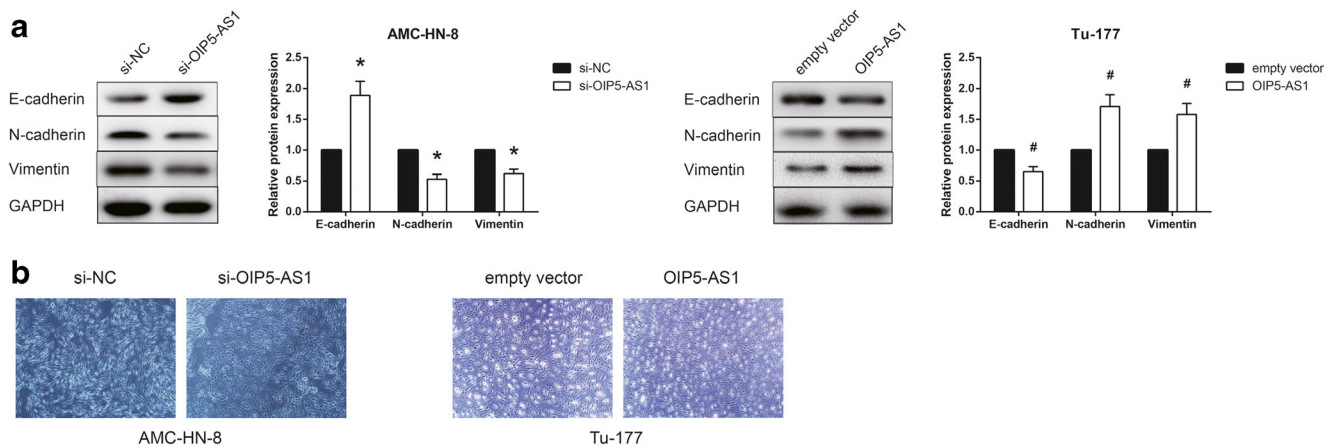 a
si-NC
si-OIP5-AS1
E-cadherin
N-cadherin
Vimentin
GAPDH
AMC-HN-8
Relative protein expression
2.5
2.0
1.5
1.0
0.5
0.0
*
*
*
E-cadherin N-cadherin Vimentin
si-NC
si-OIP5-AS1
empty vector
OIP5-AS1
E-cadherin
N-cadherin
Vimentin
GAPDH
Tu-177
Relative protein expression
2.5
2.0
1.5
1.0
0.5
0.0
#
#
#
E-cadherin N-cadherin Vimentin
empty vector
OIP5-AS1
b
si-NC si-OIP5-AS1
AMC-HN-8
empty vector OIP5-AS1
Tu-177